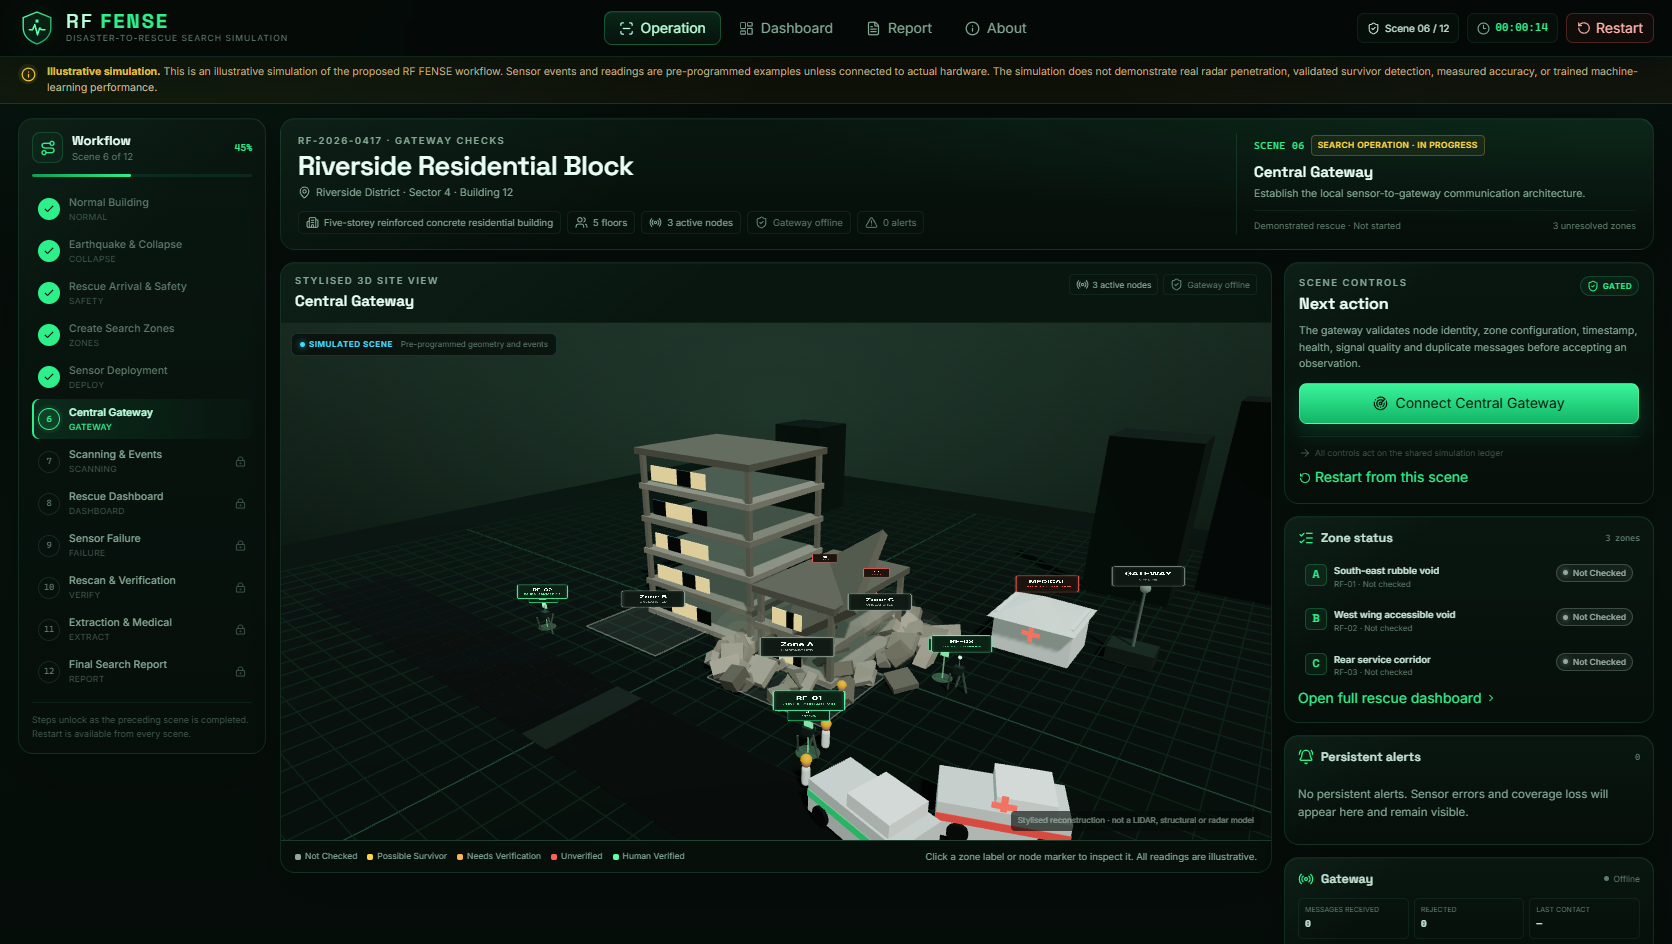 RF FENSE
DISASTER-TO-RESCUE SEARCH SIMULATION
Operation
Dashboard
Report
About
Scene 06 / 12
00:00:14
Restart
Illustrative simulation. This is an illustrative simulation of the proposed RF FENSE workflow. Sensor events and readings are pre-programmed examples unless connected to actual hardware. The simulation does not demonstrate real radar penetration, validated survivor detection, measured accuracy, or trained machine-
learning performance.
Workflow
Scene 6 of 12
45%
Normal Building
NORMAL
Earthquake & Collapse
COLLAPSE
Rescue Arrival & Safety
SAFETY
Create Search Zones
ZONES
Sensor Deployment
DEPLOY
6
Central Gateway
GATEWAY
7
Scanning & Events
SCANNING
8
Rescue Dashboard
DASHBOARD
9
Sensor Failure
FAILURE
10
Rescan & Verification
VERIFY
11
Extraction & Medical
EXTRACT
12
Final Search Report
REPORT
Steps unlock as the preceding scene is completed.
Restart is available from every scene.
RF-2026-0417 · GATEWAY CHECKS
Riverside Residential Block
Riverside District · Sector 4 · Building 12
Five-storey reinforced concrete residential building
5 floors
3 active nodes
Gateway offline
0 alerts
SCENE 06
SEARCH OPERATION · IN PROGRESS
Central Gateway
Establish the local sensor-to-gateway communication architecture.
Demonstrated rescue · Not started
3 unresolved zones
STYLISED 3D SITE VIEW
Central Gateway
3 active nodes
Gateway offline
SIMULATED SCENE
Pre-programmed geometry and events
RF-02
Zone B
Zone C
MEDICAL
GATEWAY
Zone A
RF-03
RF-01
Stylised reconstruction · not a LIDAR, structural or radar model
Not Checked
Possible Survivor
Needs Verification
Unverified
Human Verified
Click a zone label or node marker to inspect it. All readings are illustrative.
SCENE CONTROLS
GATED
Next action
The gateway validates node identity, zone configuration, timestamp,
health, signal quality and duplicate messages before accepting an
observation.
Connect Central Gateway
All controls act on the shared simulation ledger
Restart from this scene
Zone status
3 zones
A
South-east rubble void
RF-01 · Not checked
Not Checked
B
West wing accessible void
RF-02 · Not checked
Not Checked
C
Rear service corridor
RF-03 · Not checked
Not Checked
Open full rescue dashboard
Persistent alerts
0
No persistent alerts. Sensor errors and coverage loss will
appear here and remain visible.
Gateway
Offline
MESSAGES RECEIVED
0
REJECTED
0
LAST CONTACT
—